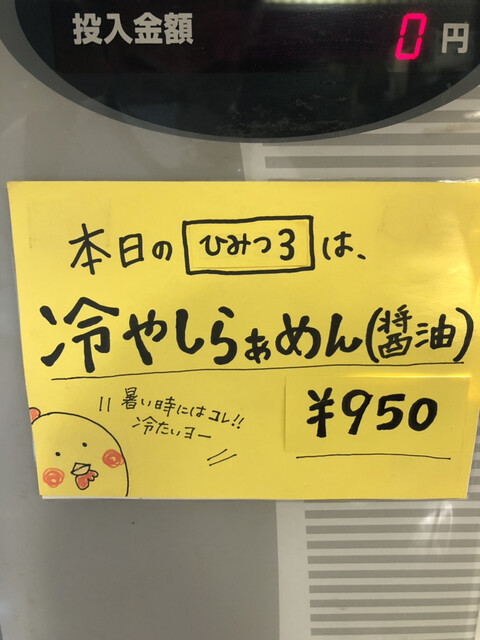 投入金額 0円
本日の ひみつ3 は、
冷やしらぁめん(醤油)
¥950
暑い時にはコレ!!
冷たいヨー